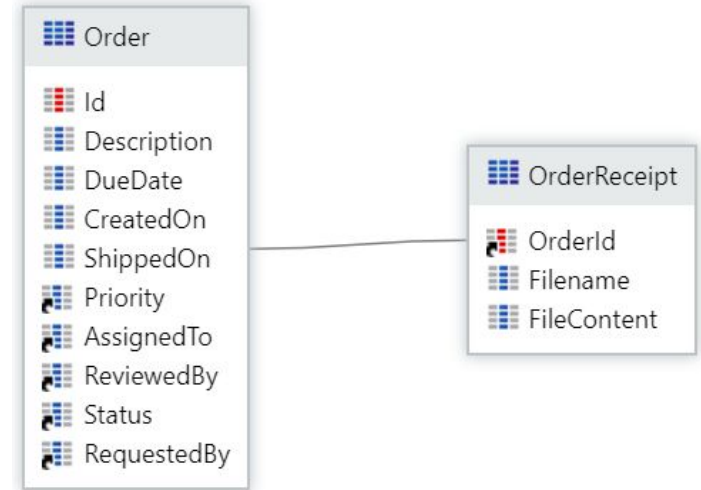 Order
Id
Description
DueDate
CreatedOn
ShippedOn
Priority
AssignedTo
ReviewedBy
Status
RequestedBy
OrderReceipt
OrderId
Filename
FileContent